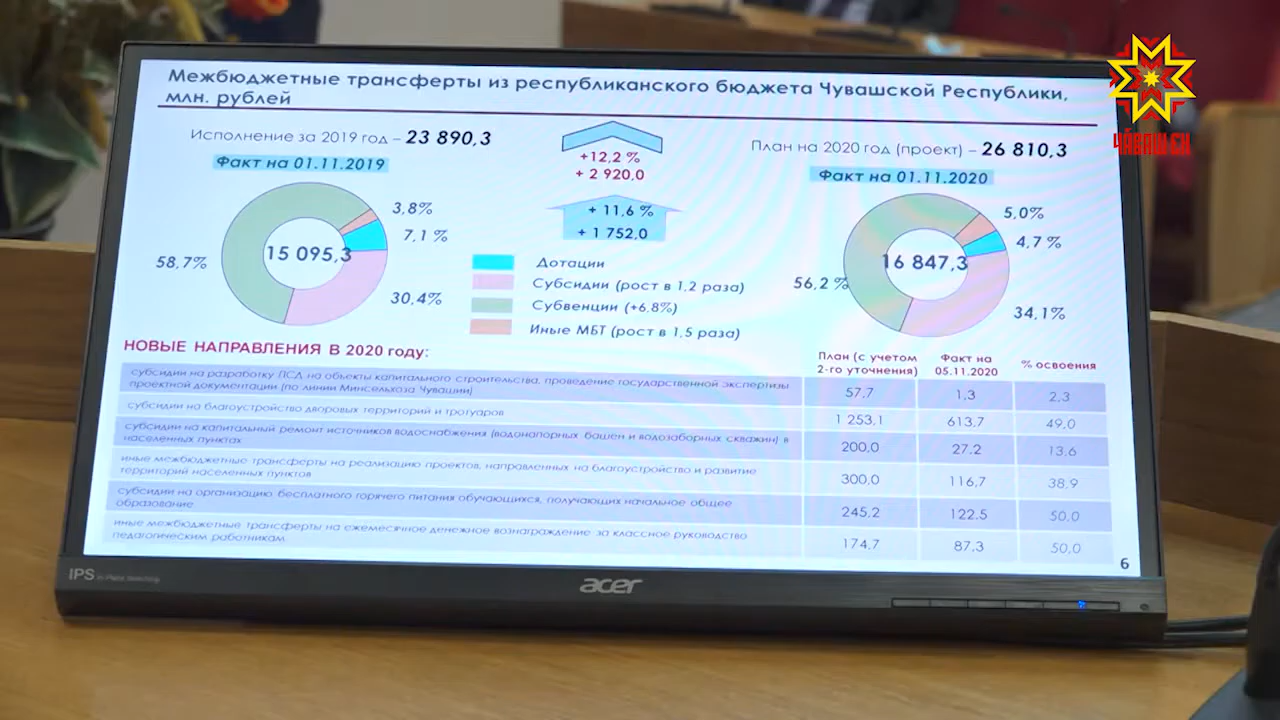 Межбюджетные трансферты из республиканского бюджета Чувашской Республики,
млн. рублей
ЧӐВАШ ЕН
Исполнение за 2019 год – 23 890,3
+12,2 %
+ 2 920,0
План на 2020 год (проект) – 26 810,3
Факт на 01.11.2019
Факт на 01.11.2020
3,8%
7,1 %
15 095,3
58,7%
30,4%
+ 11,6 %
+ 1 752,0
5,0%
4,7 %
16 847,3
56,2 %
34,1%
Дотации
Субсидии (рост в 1,2 раза)
Субвенции (+6,8%)
Иные МБТ (рост в 1,5 раза)
НОВЫЕ НАПРАВЛЕНИЯ В 2020 году:
План (с учетом
2-го уточнения)
Факт на
05.11.2020
% освоения
субсидии на разработку ПСД на объекты капитального строительства, проведение государственной экспертизы
проектной документации (по линии Минсельхоза Чувашии)
57,7
1,3
2,3
субсидии на благоустройство дворовых территорий и тротуаров
1 253,1
613,7
49,0
субсидии на капитальный ремонт источников водоснабжения (водонапорных башен и водозаборных скважин) в
населенных пунктах
200,0
27,2
13,6
иные межбюджетные трансферты на реализацию проектов, направленных на благоустройство и развитие
территорий населенных пунктов
300,0
116,7
38,9
субсидии на организацию бесплатного горячего питания обучающихся, получающих начальное общее
образование
245,2
122,5
50,0
иные межбюджетные трансферты на ежемесячное денежное вознаграждение за классное руководство
педагогическим работникам
174,7
87,3
50,0
6
IPS
acer